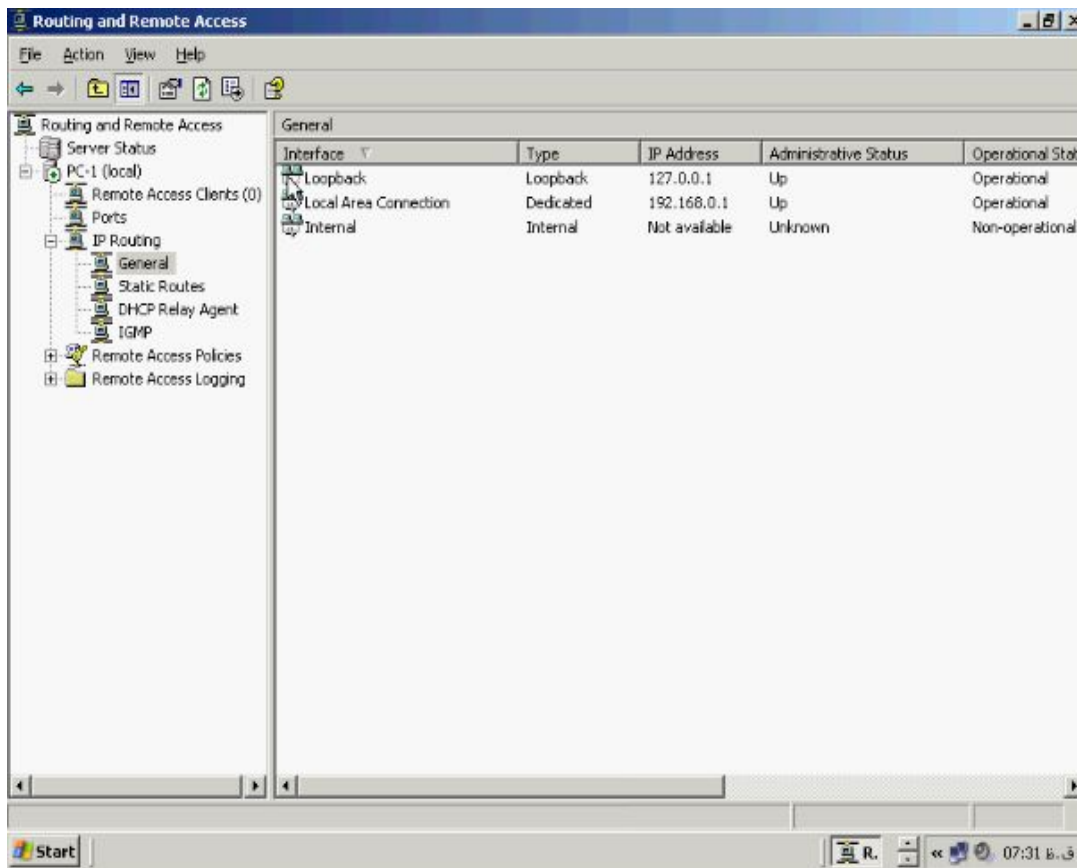 Routing and Remote Access
File Action View Help
Routing and Remote Access
Server Status
PC-1 (local)
Remote Access Clients (0)
Ports
IP Routing
General
Static Routes
DHCP Relay Agent
IGMP
Remote Access Policies
Remote Access Logging
General
Interface Type IP Address Administrative Status Operational Stat
Loopback Loopback 127.0.0.1 Up Operational
Local Area Connection Dedicated 192.168.0.1 Up Operational
Internal Internal Not available Unknown Non-operational
Start R. « 07:31 ق.ظ